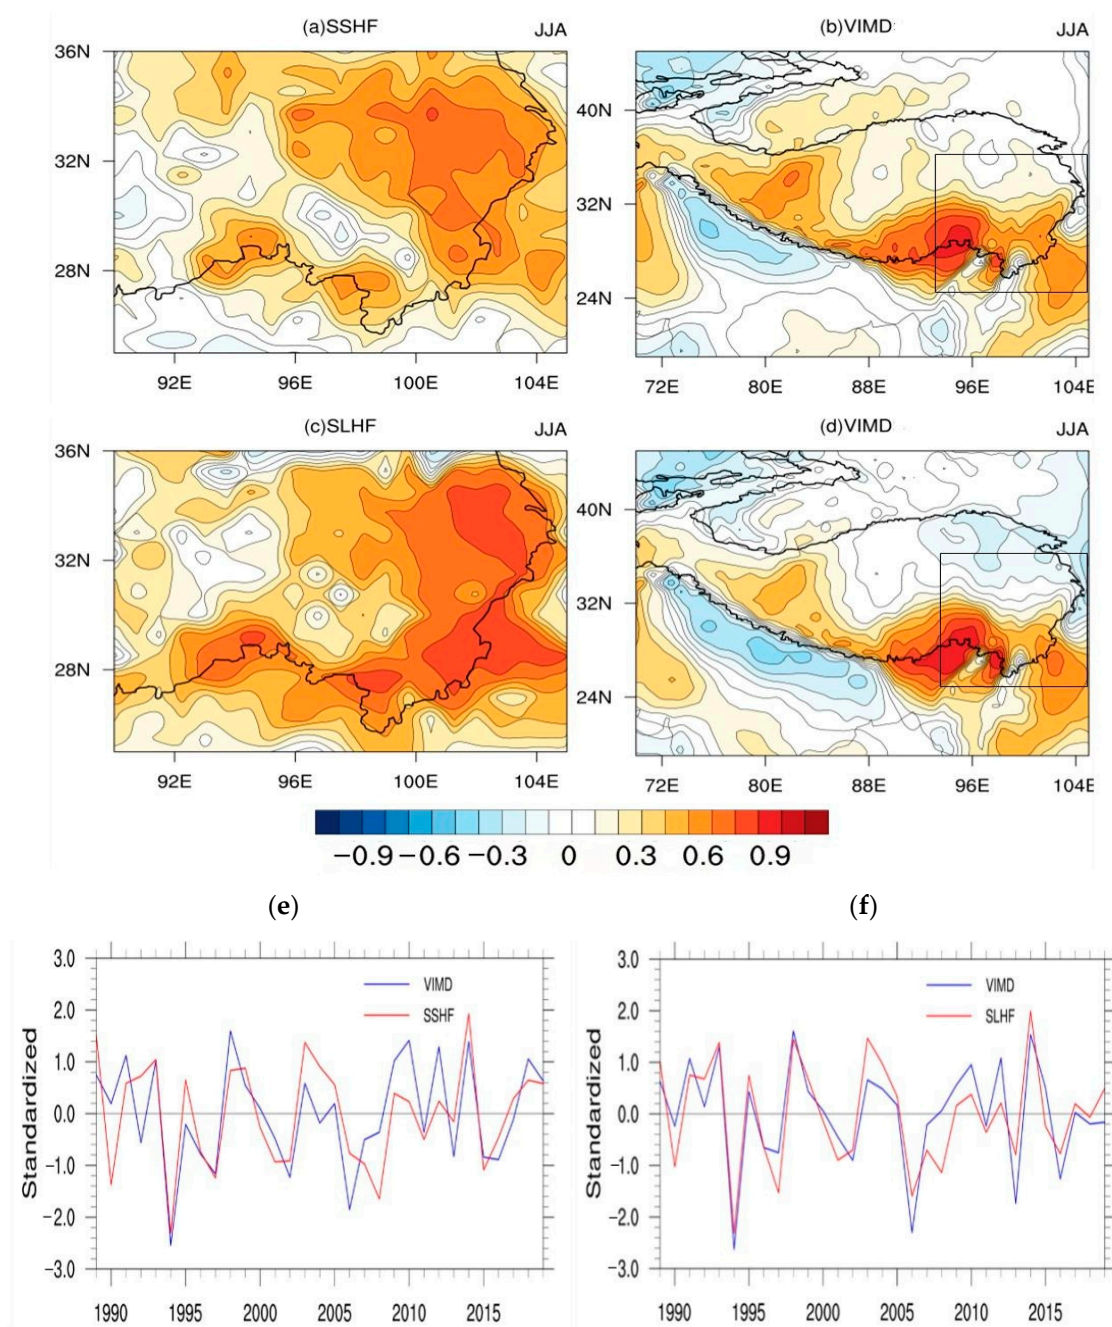 (a)SSHF JJA (b)VIMD JJA
36N
32N
28N
40N
32N
24N
92E 96E 100E 104E 72E 80E 88E 96E 104E
(c)SLHF JJA (d)VIMD JJA
36N
32N
28N
40N
32N
24N
92E 96E 100E 104E 72E 80E 88E 96E 104E
−0.9 −0.6 −0.3 0 0.3 0.6 0.9
(e) (f)
Standardized
3.0
2.0
1.0
0.0
−1.0
−2.0
−3.0
VIMD
SSHF
1990 1995 2000 2005 2010 2015
Standardized
3.0
2.0
1.0
0.0
−1.0
−2.0
−3.0
VIMD
SLHF
1990 1995 2000 2005 2010 2015